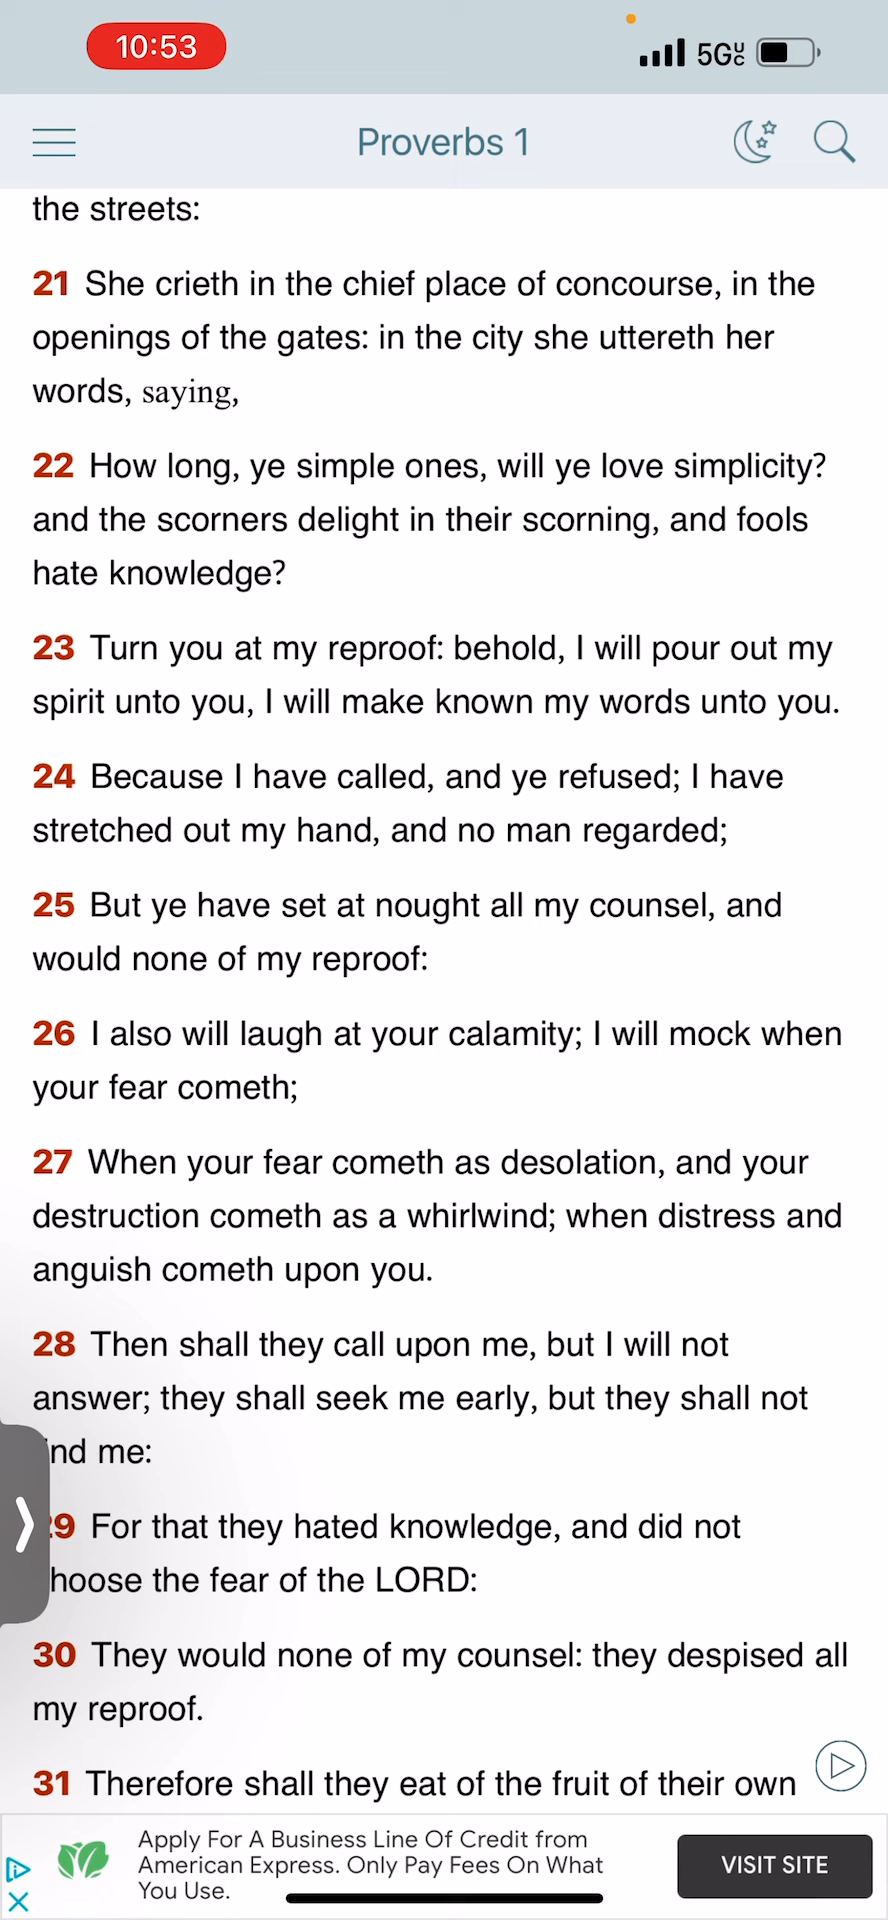 10:53
5G UC
Proverbs 1
the streets:
21 She crieth in the chief place of concourse, in the
openings of the gates: in the city she uttereth her
words, saying,
22 How long, ye simple ones, will ye love simplicity?
and the scorners delight in their scorning, and fools
hate knowledge?
23 Turn you at my reproof: behold, I will pour out my
spirit unto you, I will make known my words unto you.
24 Because I have called, and ye refused; I have
stretched out my hand, and no man regarded;
25 But ye have set at nought all my counsel, and
would none of my reproof:
26 I also will laugh at your calamity; I will mock when
your fear cometh;
27 When your fear cometh as desolation, and your
destruction cometh as a whirlwind; when distress and
anguish cometh upon you.
28 Then shall they call upon me, but I will not
answer; they shall seek me early, but they shall not
nd me:
9 For that they hated knowledge, and did not
hoose the fear of the LORD:
30 They would none of my counsel: they despised all
my reproof.
31 Therefore shall they eat of the fruit of their own
Apply For A Business Line Of Credit from
American Express. Only Pay Fees On What
You Use.
VISIT SITE